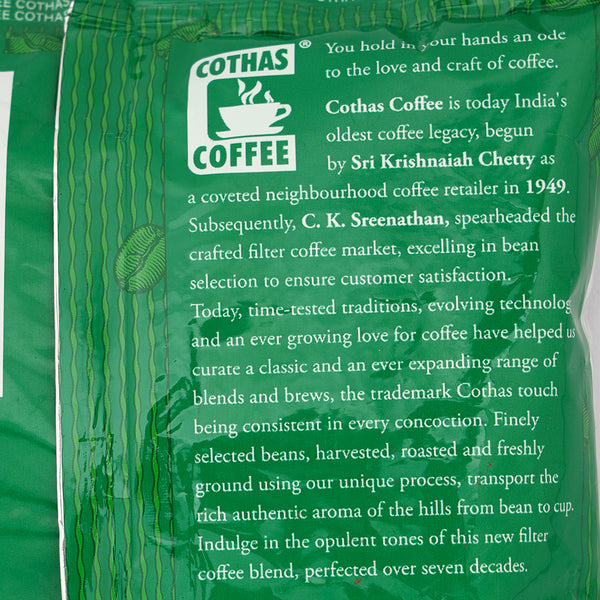 COTHAS
COFFEE
COTHAS
COFFEE
®
You hold in your hands an ode
to the love and craft of coffee.
Cothas Coffee is today India's
oldest coffee legacy, begun
by Sri Krishnaiah Chetty as
a coveted neighbourhood coffee retailer in 1949.
Subsequently, C. K. Sreenathan, spearheaded the
crafted filter coffee market, excelling in bean
selection to ensure customer satisfaction.
Today, time-tested traditions, evolving technolog
and an ever growing love for coffee have helped us
curate a classic and an ever expanding range of
blends and brews, the trademark Cothas touch
being consistent in every concoction. Finely
selected beans, harvested, roasted and freshly
ground using our unique process, transport the
rich authentic aroma of the hills from bean to cup.
Indulge in the opulent tones of this new filter
coffee blend, perfected over seven decades.